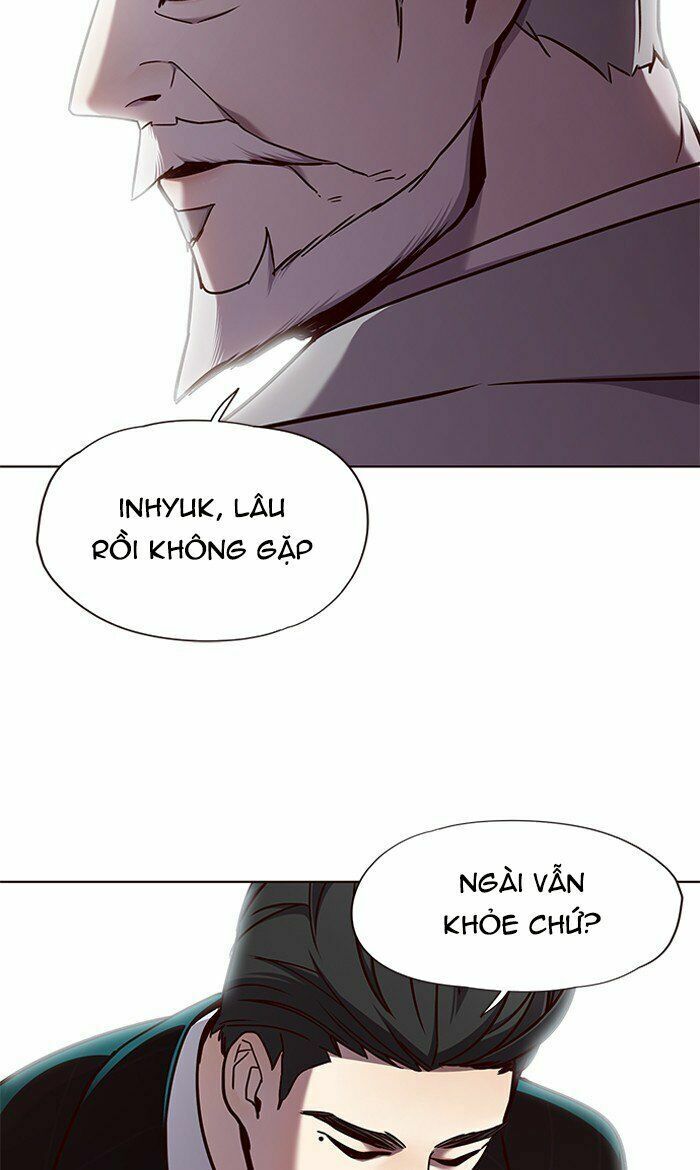 INHYUK, LÂU
RỒI KHÔNG GẶP
NGÀI VẪN
KHỎE CHỨ?